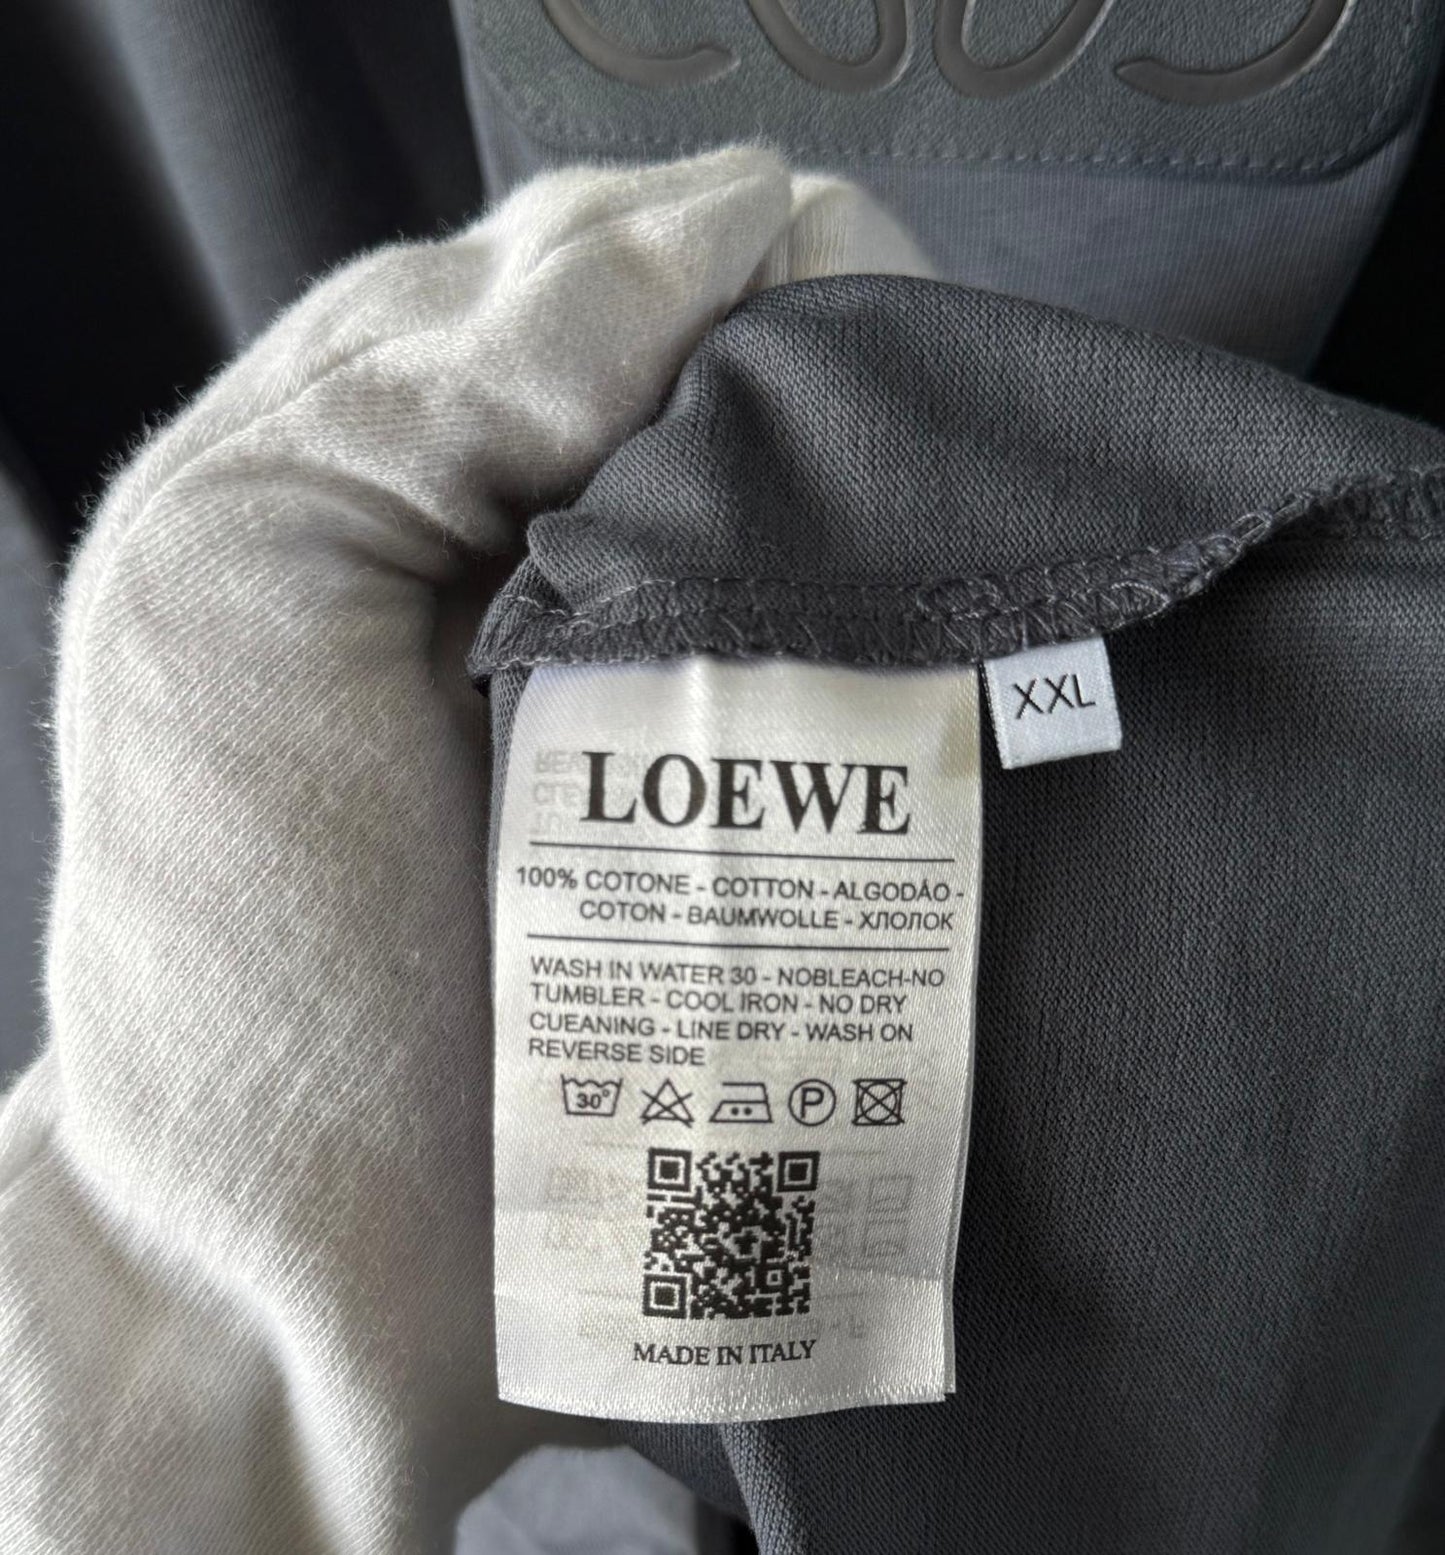 XXL
LOEWE
100% COTONE - COTTON - ALGODÃO -
COTON - BAUMWOLLE - ХЛОПОК
WASH IN WATER 30 - NOBLEACH-NO
TUMBLER - COOL IRON - NO DRY
CUEANING - LINE DRY - WASH ON
REVERSE SIDE
30°
P
MADE IN ITALY